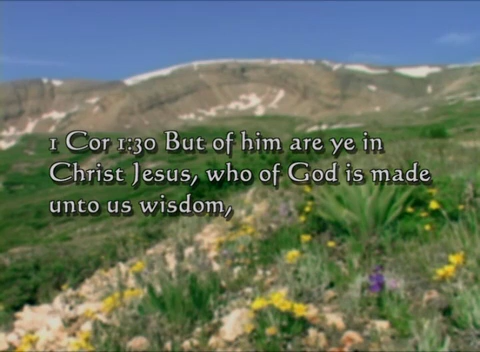 1 Cor 1:30 But of him are ye in
Christ Jesus, who of God is made
unto us wisdom,